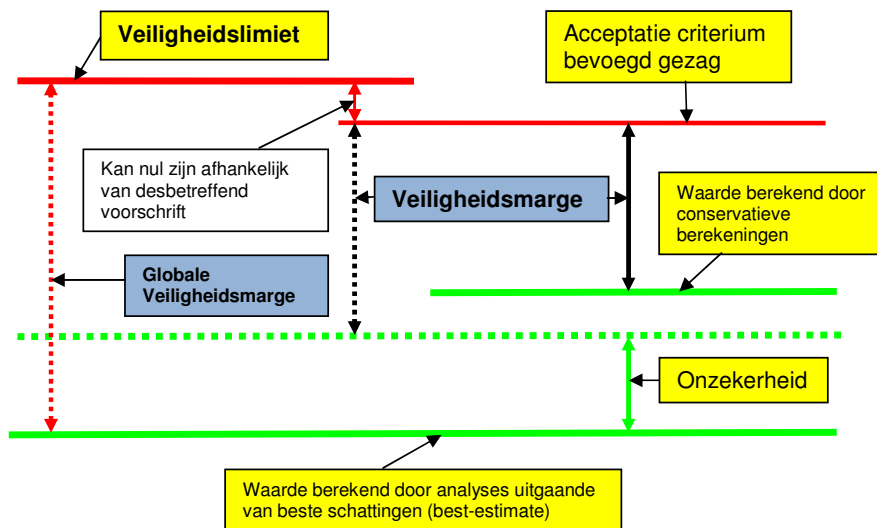 Veiligheidslimiet
Acceptatie criterium
bevoegd gezag
Kan nul zijn afhankelijk
van desbetreffend
voorschrift
Veiligheidsmarge
Waarde berekend door
conservatieve
berekeningen
Globale
Veiligheidsmarge
Onzekerheid
Waarde berekend door analyses uitgaande
van beste schattingen (best-estimate)